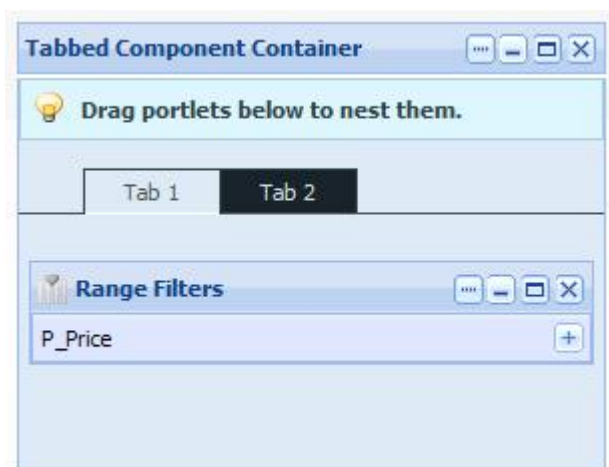 Tabbed Component Container
Drag portlets below to nest them.
Tab 1 Tab 2
Range Filters
P_Price